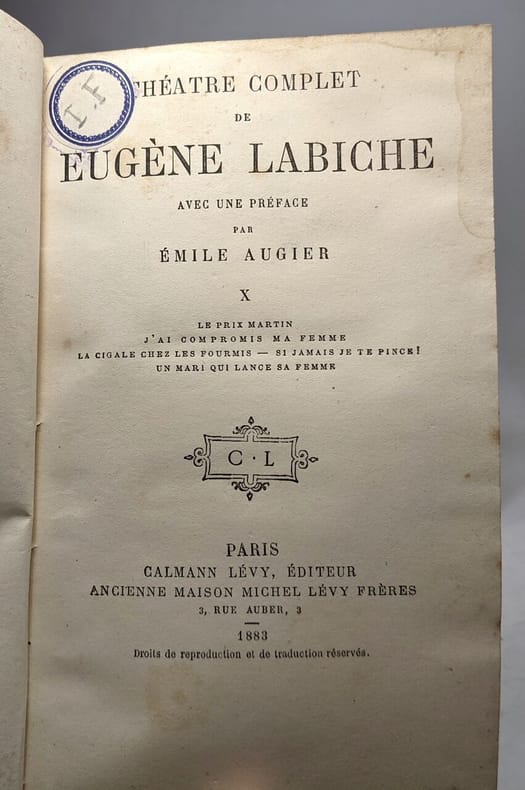 THÉATRE COMPLET
DE
EUGÈNE LABICHE
AVEC UNE PRÉFACE
PAR
ÉMILE AUGIER
X
LE PRIX MARTIN
J'AI COMPROMIS MA FEMME
LA CIGALE CHEZ LES FOURMIS — SI JAMAIS JE TE PINCE!
UN MARI QUI LANCE SA FEMME
C · L
PARIS
CALMANN LÉVY, ÉDITEUR
ANCIENNE MAISON MICHEL LÉVY FRÈRES
3, RUE AUBER, 3
1883
Droits de reproduction et de traduction réservés.